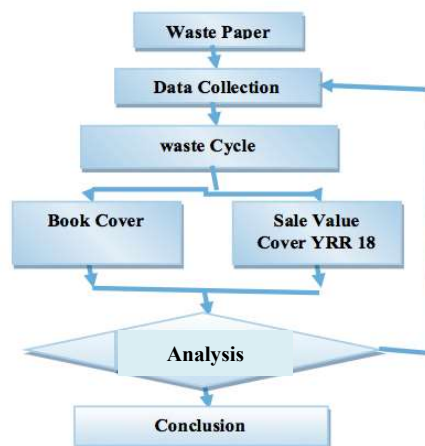 Waste Paper
Data Collection
waste Cycle
Book Cover
Sale Value
Cover YRR 18
Analysis
Conclusion